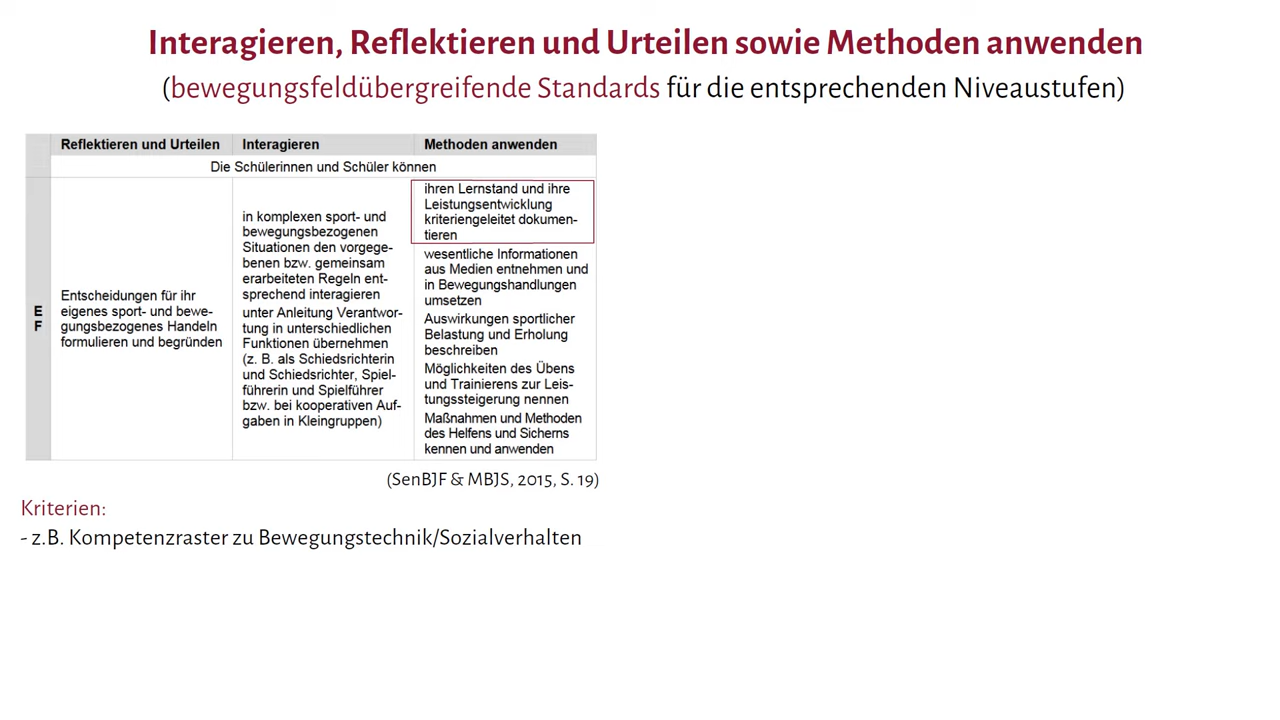 Interagieren, Reflektieren und Urteilen sowie Methoden anwenden
(bewegungsfeldübergreifende Standards für die entsprechenden Niveaustufen)
Reflektieren und Urteilen
Interagieren
Methoden anwenden
Die Schülerinnen und Schüler können
E
F
Entscheidungen für ihr
eigenes sport- und bewe-
gungsbezogenes Handeln
formulieren und begründen
in komplexen sport- und
bewegungsbezogenen
Situationen den vorgege-
benen bzw. gemeinsam
erarbeiteten Regeln ent-
sprechend interagieren
unter Anleitung Verantwor-
tung in unterschiedlichen
Funktionen übernehmen
(z. B. als Schiedsrichterin
und Schiedsrichter, Spiel-
führerin und Spielführer
bzw. bei kooperativen Auf-
gaben in Kleingruppen)
ihren Lernstand und ihre
Leistungsentwicklung
kriteriengeleitet dokumen-
tieren
wesentliche Informationen
aus Medien entnehmen und
in Bewegungshandlungen
umsetzen
Auswirkungen sportlicher
Belastung und Erholung
beschreiben
Möglichkeiten des Übens
und Trainierens zur Leis-
tungssteigerung nennen
Maßnahmen und Methoden
des Helfens und Sicherns
kennen und anwenden
(SenBJF & MBJS, 2015, S. 19)
Kriterien:
- z.B. Kompetenzraster zu Bewegungstechnik/Sozialverhalten